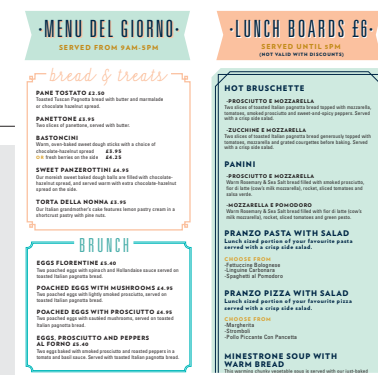 ·MENU DEL GIORNO·
SERVED FROM 9AM-5PM
bread & treats
PANE TOSTATO £2.50
Toasted Tuscan Pagnotta bread with butter and marmalade
or chocolate hazelnut spread.
PANETTONE £3.95
Two slices of panettone, served with butter.
BASTONCINI
Warm, oven-baked sweet dough sticks with a choice of
chocolate-hazelnut spread £3.95
OR fresh berries on the side £4.25
SWEET PANZEROTTINI £4.95
Our moreish sweet baked dough balls are filled with chocolate-
hazelnut spread, and served warm with extra chocolate-hazelnut
spread on the side.
TORTA DELLA NONNA £3.95
Our Italian grandmother's cake features lemon pastry cream in a
shortcrust pastry with pine nuts.
BRUNCH
EGGS FLORENTINE £5.40
Two poached eggs with spinach and Hollandaise sauce served on
toasted Italian pagnotta bread.
POACHED EGGS WITH MUSHROOMS £4.95
Two poached eggs with lightly smoked prosciutto, served on
toasted Italian pagnotta bread.
POACHED EGGS WITH PROSCIUTTO £4.95
Two poached eggs with sautéed mushrooms, served on toasted
Italian pagnotta bread.
EGGS, PROSCIUTTO AND PEPPERS
AL FORNO £5.40
Two eggs baked with smoked prosciutto and roasted peppers in a
tomato and basil sauce. Served with toasted Italian pagnotta bread.
·LUNCH BOARDS £6·
SERVED UNTIL 5PM
(NOT VALID WITH DISCOUNTS)
HOT BRUSCHETTE
-PROSCIUTTO E MOZZARELLA
Two slices of toasted Italian pagnotta bread topped with mozzarella,
tomatoes, smoked prosciutto and sweet-and-spicy peppers. Served
with a crisp side salad.
-ZUCCHINE E MOZZARELLA
Two slices of toasted Italian pagnotta bread generously topped with
tomatoes, mozzarella and grated courgettes before baking. Served
with a crisp side salad.
PANINI
-PROSCIUTTO E MOZZARELLA
Warm Rosemary & Sea Salt bread filled with smoked prosciutto,
fior di latte (cow's milk mozzarella), rocket, sliced tomatoes and
salsa verde.
-MOZZARELLA E POMODORO
Warm Rosemary & Sea Salt bread filled with fior di latte (cow's
milk mozzarella), rocket, sliced tomatoes and green pesto.
PRANZO PASTA WITH SALAD
Lunch sized portion of your favourite pasta
served with a crisp side salad.
CHOOSE FROM
-Fettuccine Bolognese
-Linguine Carbonara
-Spaghetti al Pomodoro
PRANZO PIZZA WITH SALAD
Lunch sized portion of your favourite pizza
served with a crisp side salad.
CHOOSE FROM
-Margherita
-Stromboli
-Pollo Piccante Con Pancetta
MINESTRONE SOUP WITH
WARM BREAD
This warming chunky vegetable soup is served with our just-baked